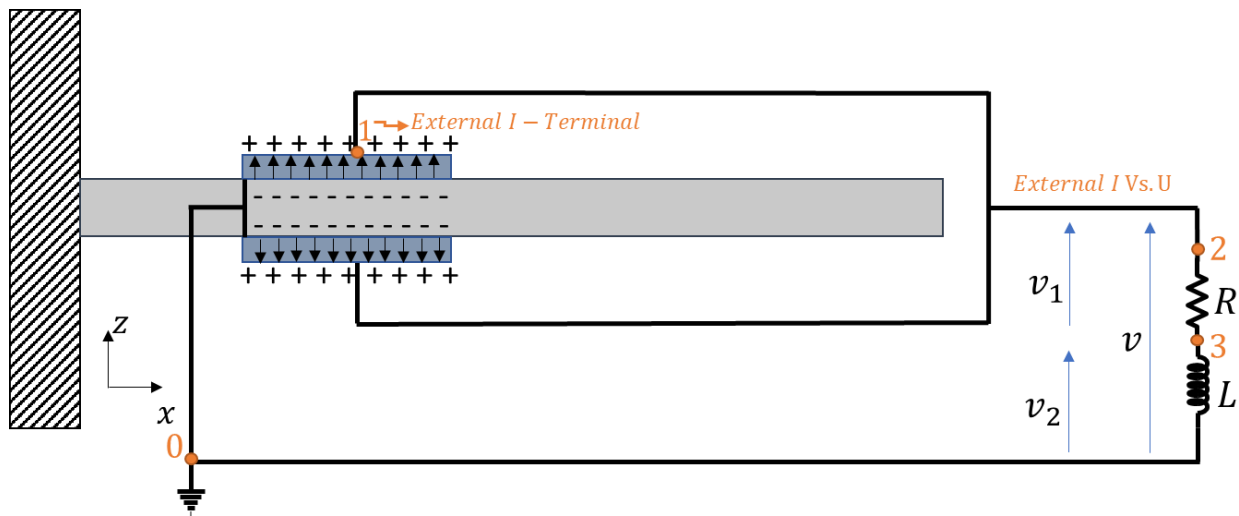 1 External I − Terminal
+ + + + + + + + +
- - - - - - - - - -
- - - - - - - - - -
+ + + + + + + + +
External I Vs. U
2
v₁
R
z
v
3
x
v₂
L
0